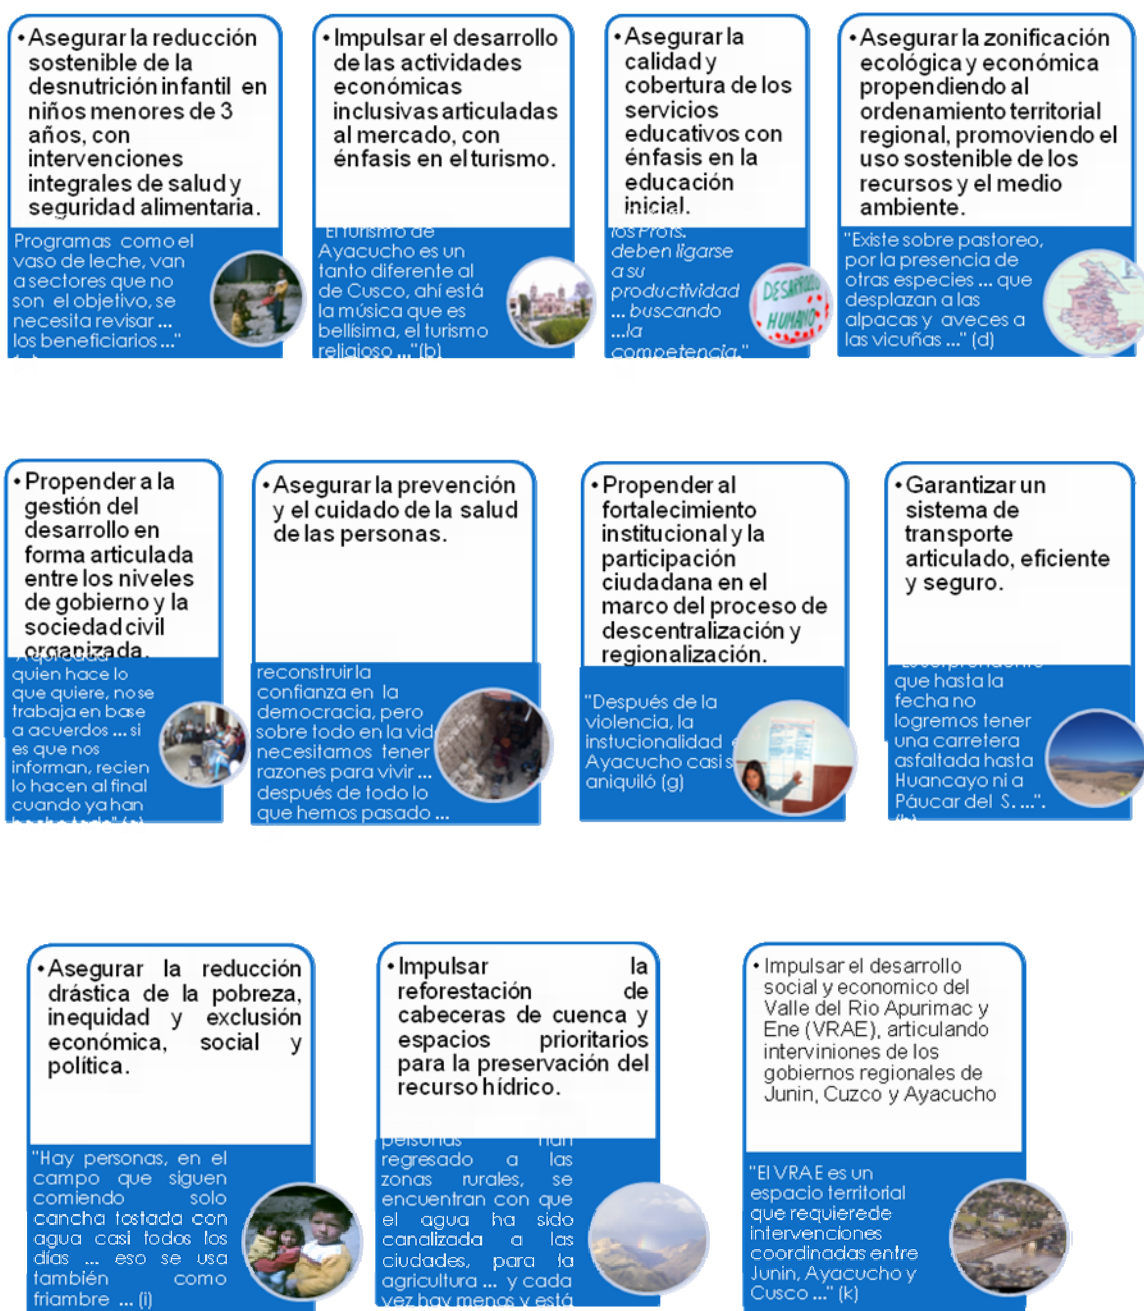 •Asegurar la reducción
sostenible de la
desnutrición infantil en
niños menores de 3
años, con
intervenciones
integrales de salud y
seguridad alimentaria.
Programas como el
vaso de leche, van
a sectores que no
son el objetivo, se
necesita revisar ...
los beneficiarios ..."
•Impulsar el desarrollo
de las actividades
económicas
inclusivas articuladas
al mercado, con
énfasis en el turismo.
"El turismo de
Ayacucho es un
tanto diferente al
de Cusco, ahí está
la música que es
bellísima, el turismo
religioso ..."(b)
•Asegurar la
calidad y
cobertura de los
servicios
educativos con
énfasis en la
educación
inicial.
los Profs.
deben ligarse
a su
productividad
... buscando
...la
competencia."
DESARROLLO
HUMANO
•Asegurar la zonificación
ecológica y económica
propendiendo al
ordenamiento territorial
regional, promoviendo el
uso sostenible de los
recursos y el medio
ambiente.
"Existe sobre pastoreo,
por la presencia de
otras especies ... que
desplazan a las
alpacas y aveces a
las vicuñas ..." (d)
•Propender a la
gestión del
desarrollo en
forma articulada
entre los niveles
de gobierno y la
sociedad civil
organizada.
quien hace lo
que quiere, no se
trabaja en base
a acuerdos ... si
es que nos
informan, recien
lo hacen al final
cuando ya han
•Asegurar la prevención
y el cuidado de la salud
de las personas.
reconstruir la
confianza en la
democracia, pero
sobre todo en la vid
necesitamos tener
razones para vivir ...
después de todo lo
que hemos pasado ...
•Propender al
fortalecimiento
institucional y la
participación
ciudadana en el
marco del proceso de
descentralización y
regionalización.
"Después de la
violencia, la
instucionalidad
Ayacucho casi s
aniquiló (g)
•Garantizar un
sistema de
transporte
articulado, eficiente
y seguro.
que hasta la
fecha no
logremos tener
una carretera
asfaltada hasta
Huancayo ni a
Páucar del S. ...".
•Asegurar la reducción
drástica de la pobreza,
inequidad y exclusión
económica, social y
política.
"Hay personas, en el
campo que siguen
comiendo solo
cancha tostada con
agua casi todos los
días ... eso se usa
también como
friambre ... (i)
•Impulsar la
reforestación de
cabeceras de cuenca y
espacios prioritarios
para la preservación del
recurso hídrico.
personas han
regresado a las
zonas rurales, se
encuentran con que
el agua ha sido
canalizada a las
ciudades, para la
agricultura ... y cada
vez hay menos y está
•Impulsar el desarrollo
social y economico del
Valle del Rio Apurimac y
Ene (VRAE), articulando
interviniones de los
gobiernos regionales de
Junin, Cuzco y Ayacucho
"El VRAE es un
espacio territorial
que requierede
intervenciones
coordinadas entre
Junin, Ayacucho y
Cusco ..." (k)